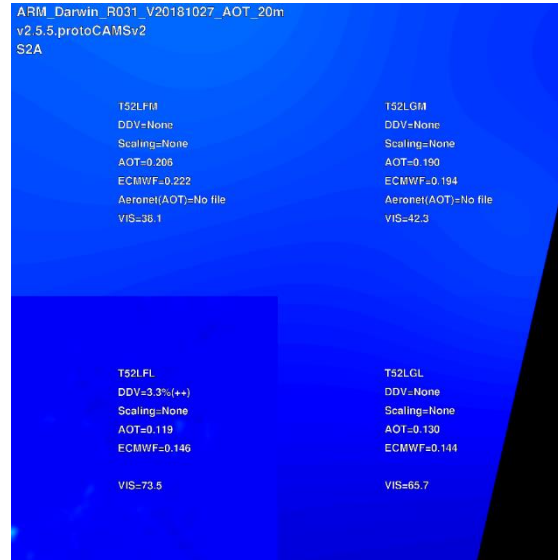 ARM_Darwin_R031_V20181027_AOT_20m
v2.5.5.protoCAMSv2
S2A
T52LFM
DDV=None
Scaling=None
AOT=0.206
ECMWF=0.222
Aeronet(AOT)=No file
VIS=38.1
T52LGM
DDV=None
Scaling=None
AOT=0.190
ECMWF=0.194
Aeronet(AOT)=No file
VIS=42.3
T52LFL
DDV=3.3%(++)
Scaling=None
AOT=0.119
ECMWF=0.146
VIS=73.5
T52LGL
DDV=None
Scaling=None
AOT=0.130
ECMWF=0.144
VIS=65.7